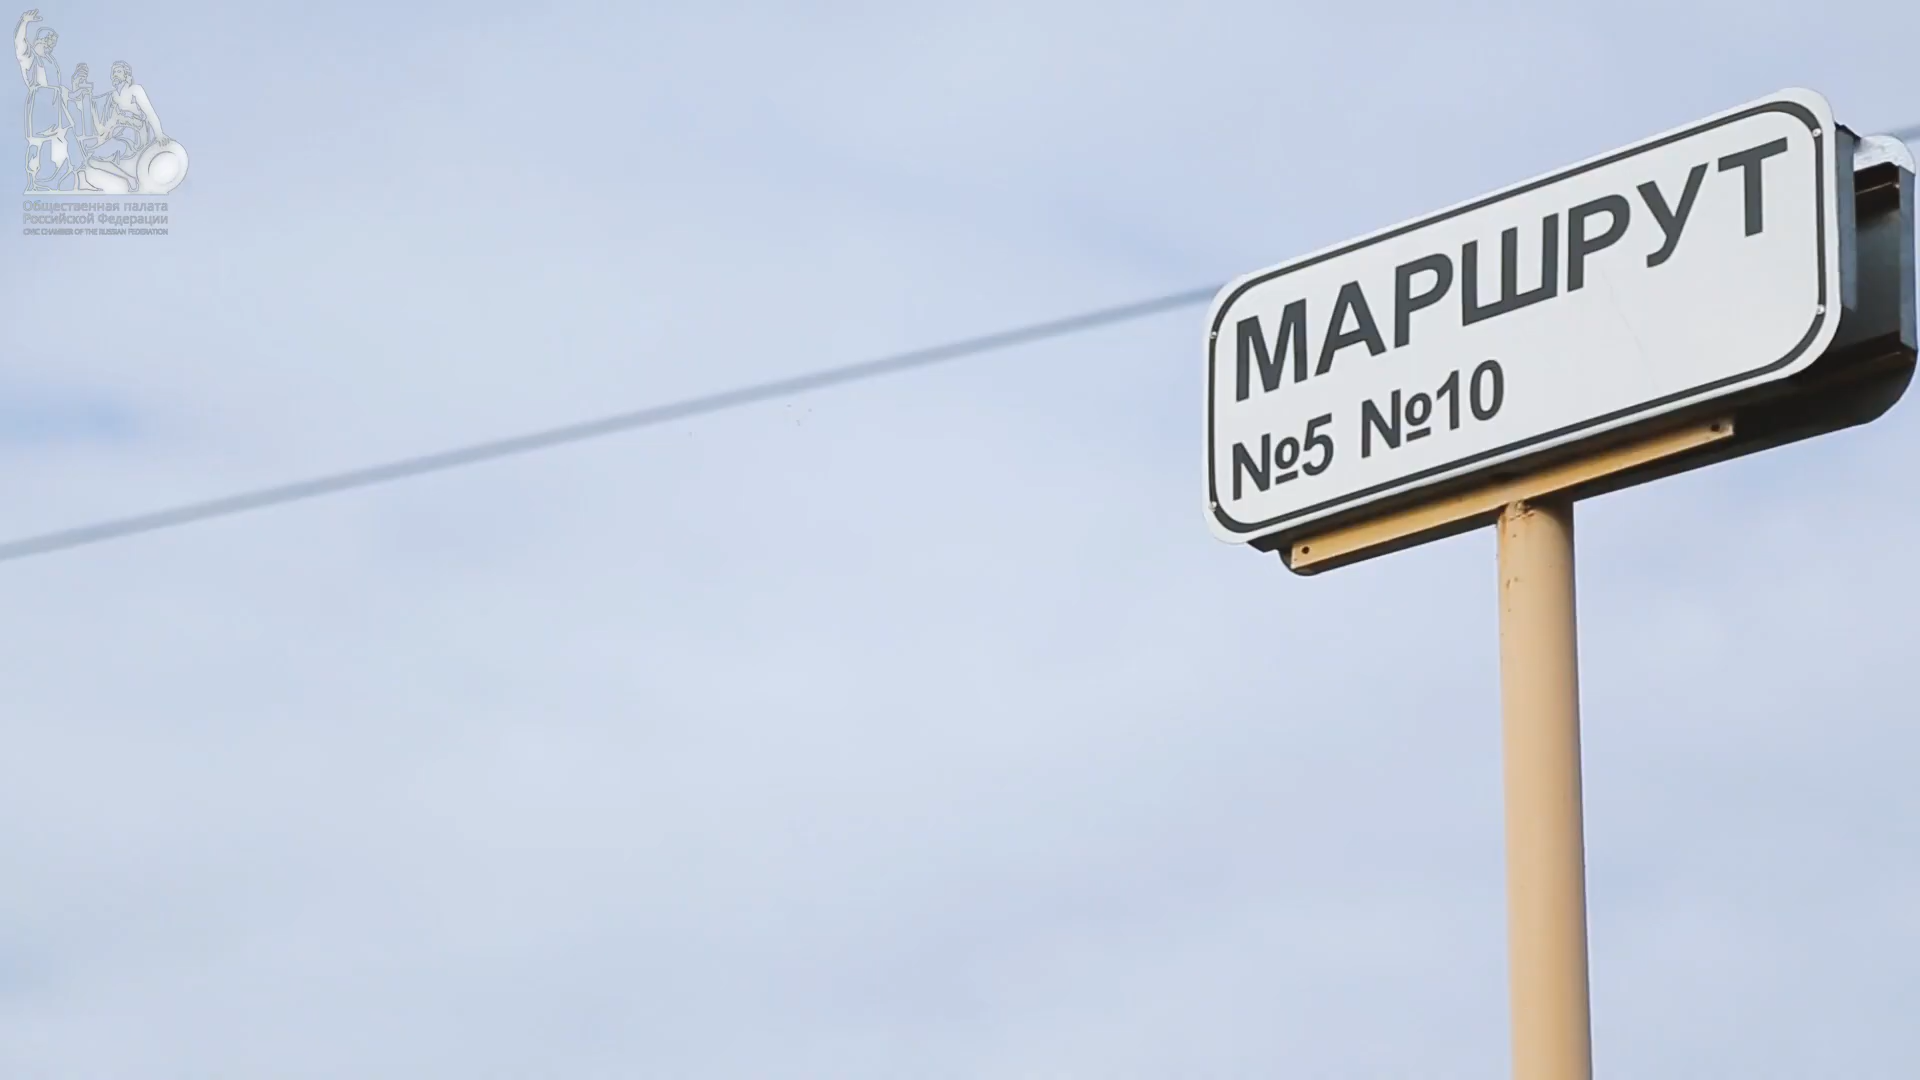 Общественная палата
Российской Федерации
CIVIC CHAMBER OF THE RUSSIAN FEDERATION
МАРШРУТ
№5 №10